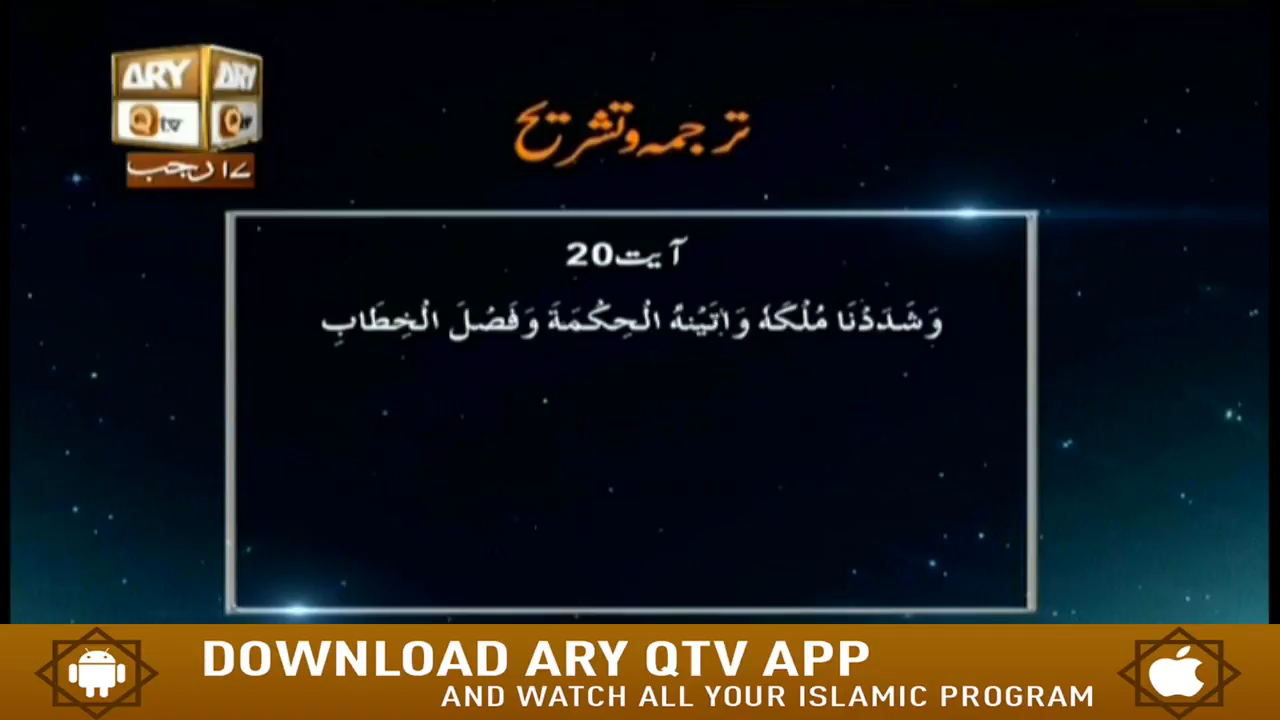 ARY ARY
Qtv Qtv
۱۷ رجب
ترجمہ و تشریح
آیت 20
وَشَدَدْنَا مُلْكَهٗ وَاٰتَيْنٰهُ الْحِكْمَةَ وَفَصْلَ الْخِطَابِ
DOWNLOAD ARY QTV APP
AND WATCH ALL YOUR ISLAMIC PROGRAM